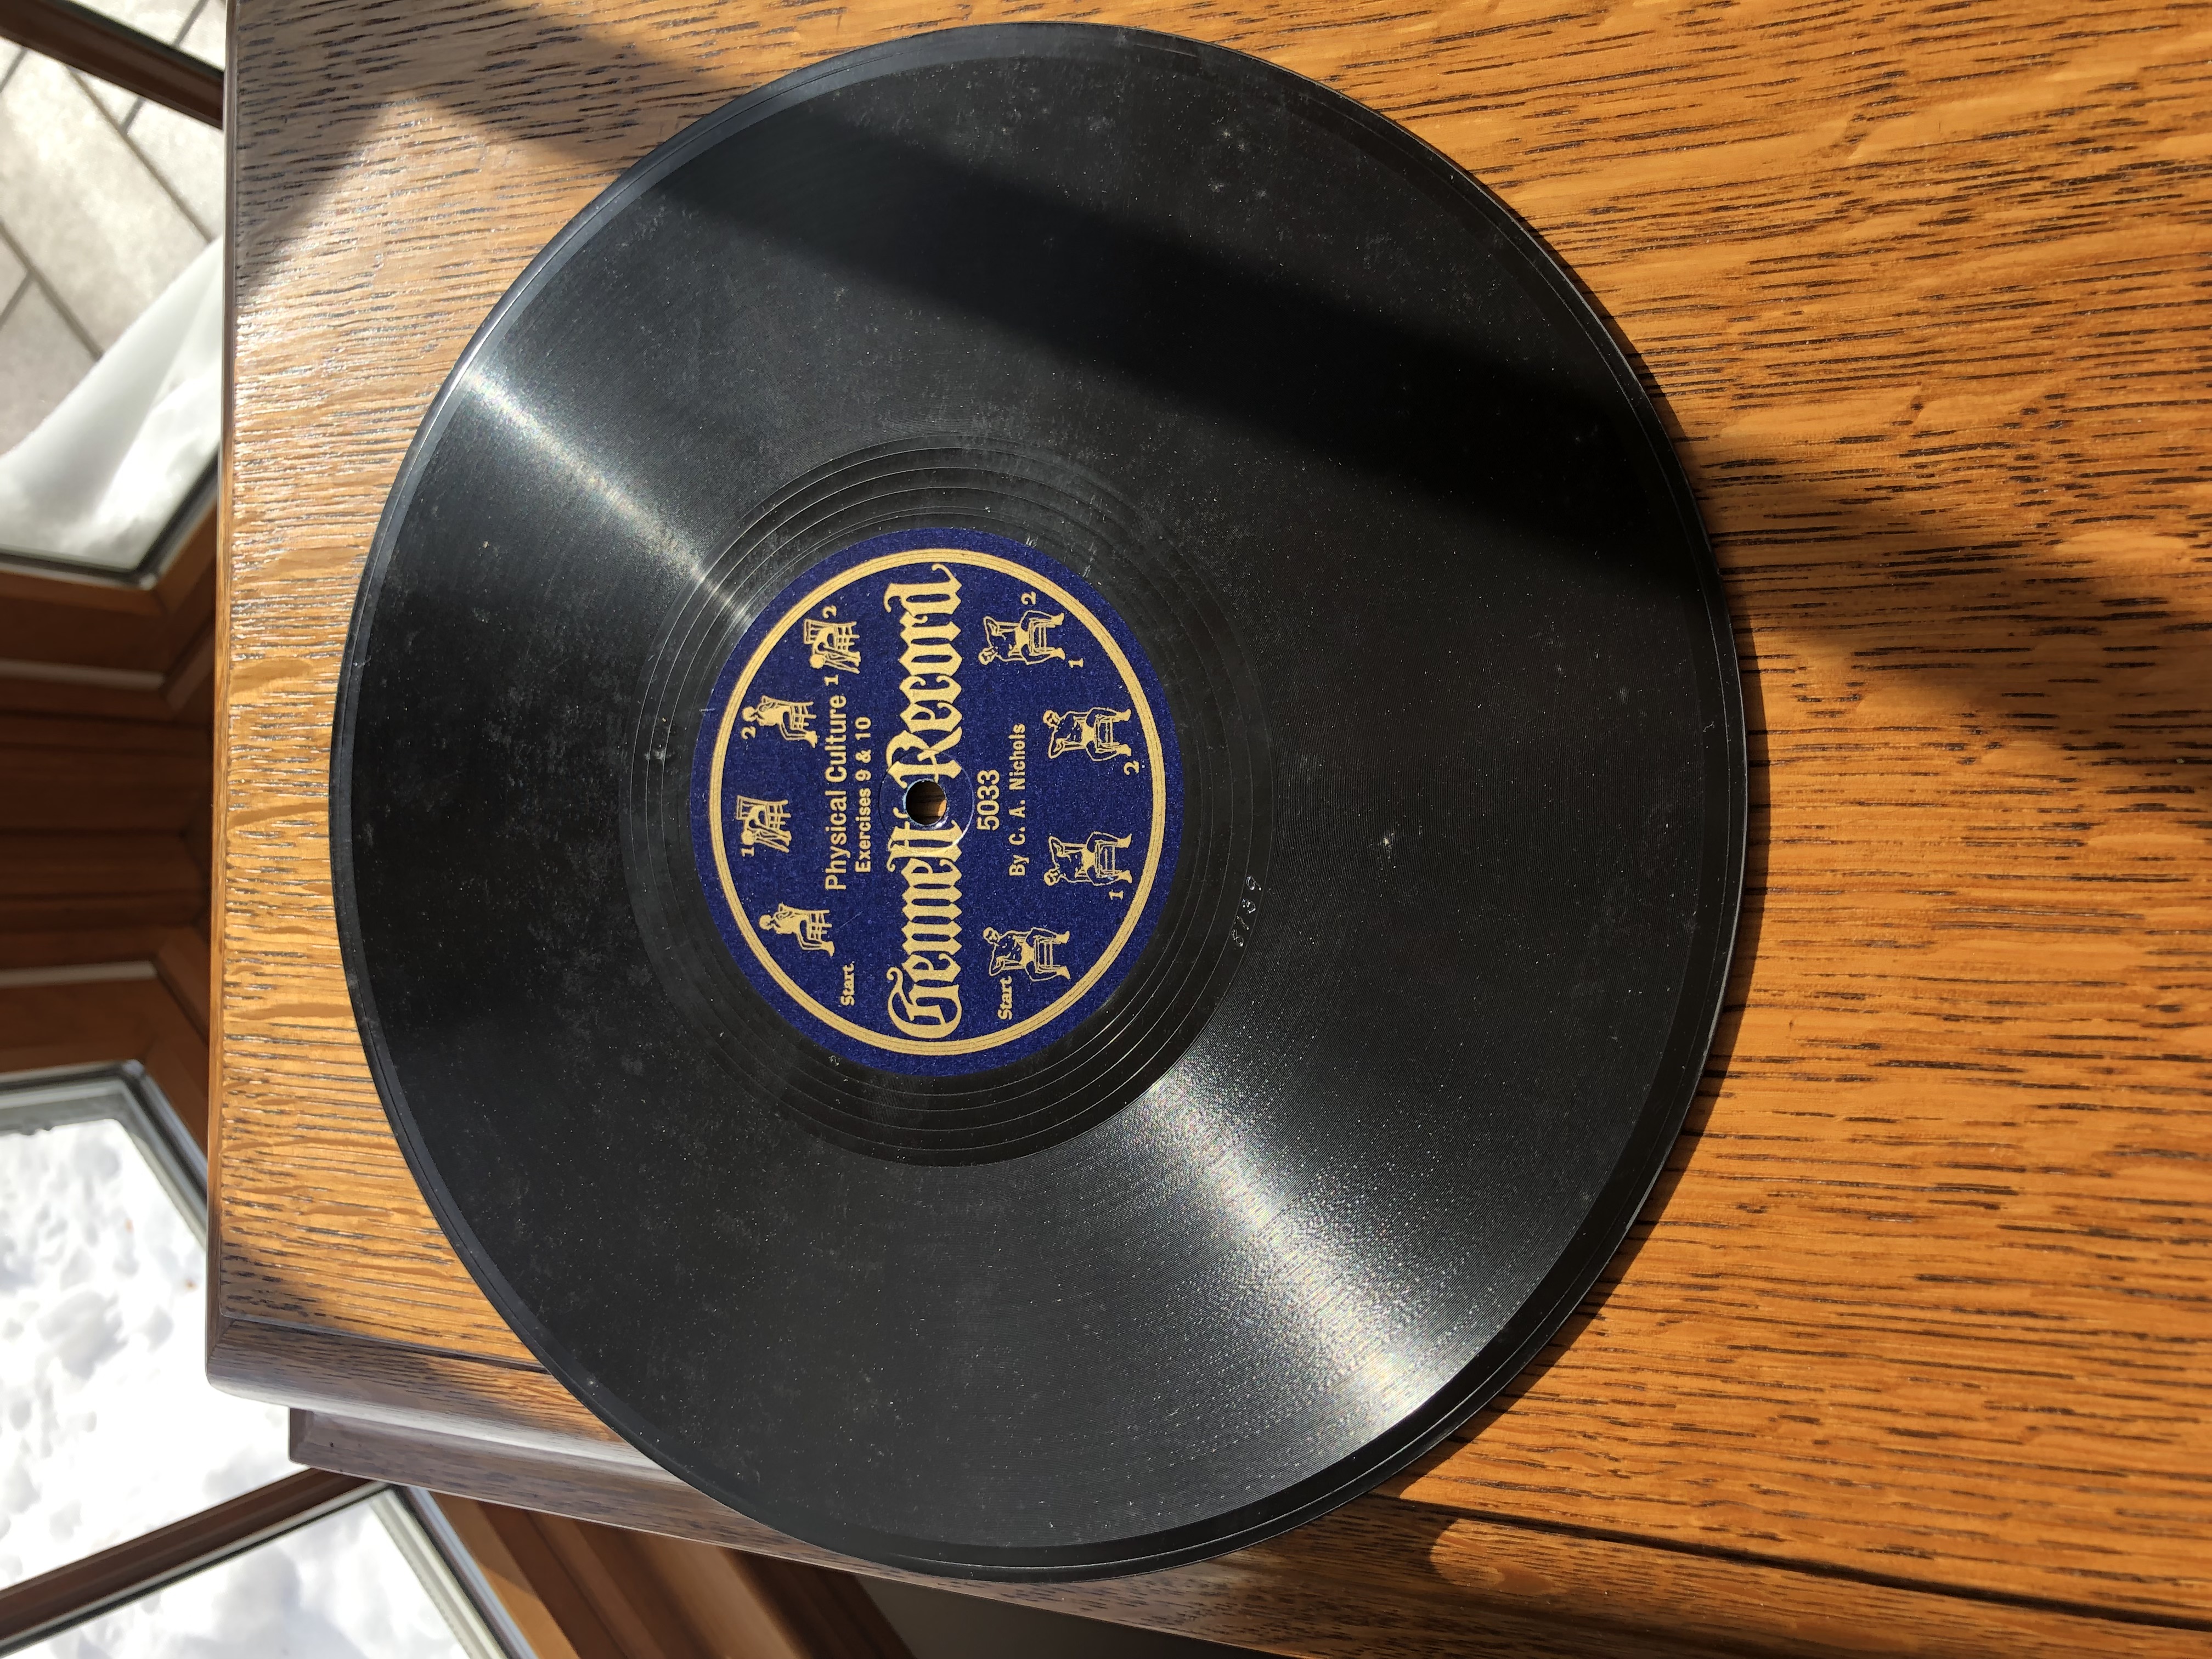 2
1
Start.
Physical Culture
1 2
Exercises 9 & 10
Gennett Record
5033
By C. A. Nichols
Start
1
2
1
2